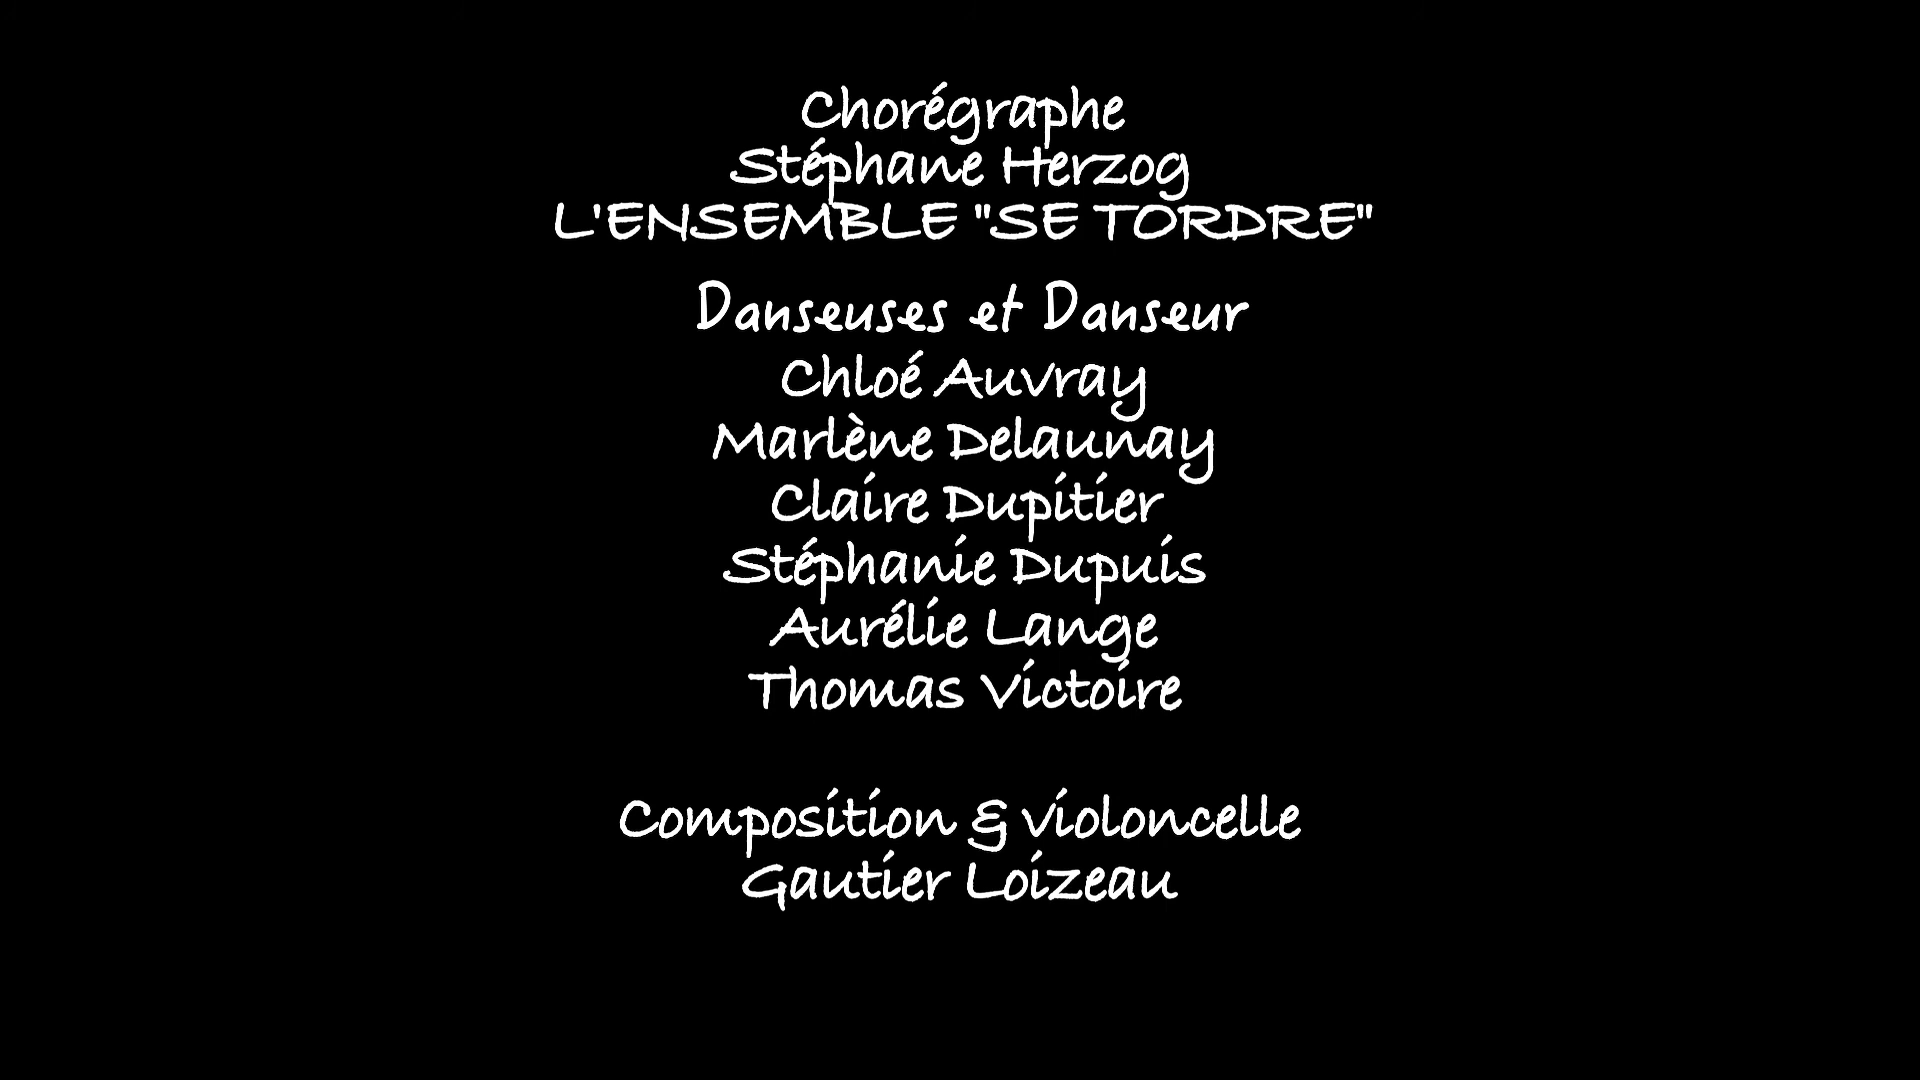 Chorégraphe
Stéphane Herzog
L'ENSEMBLE "SE TORDRE"
Danseuses et Danseur
Chloé Auvray
Marlène Delaunay
Claire Dupitier
Stéphanie Dupuis
Aurélie Lange
Thomas Victoire
Composition & violoncelle
Gautier Loizeau